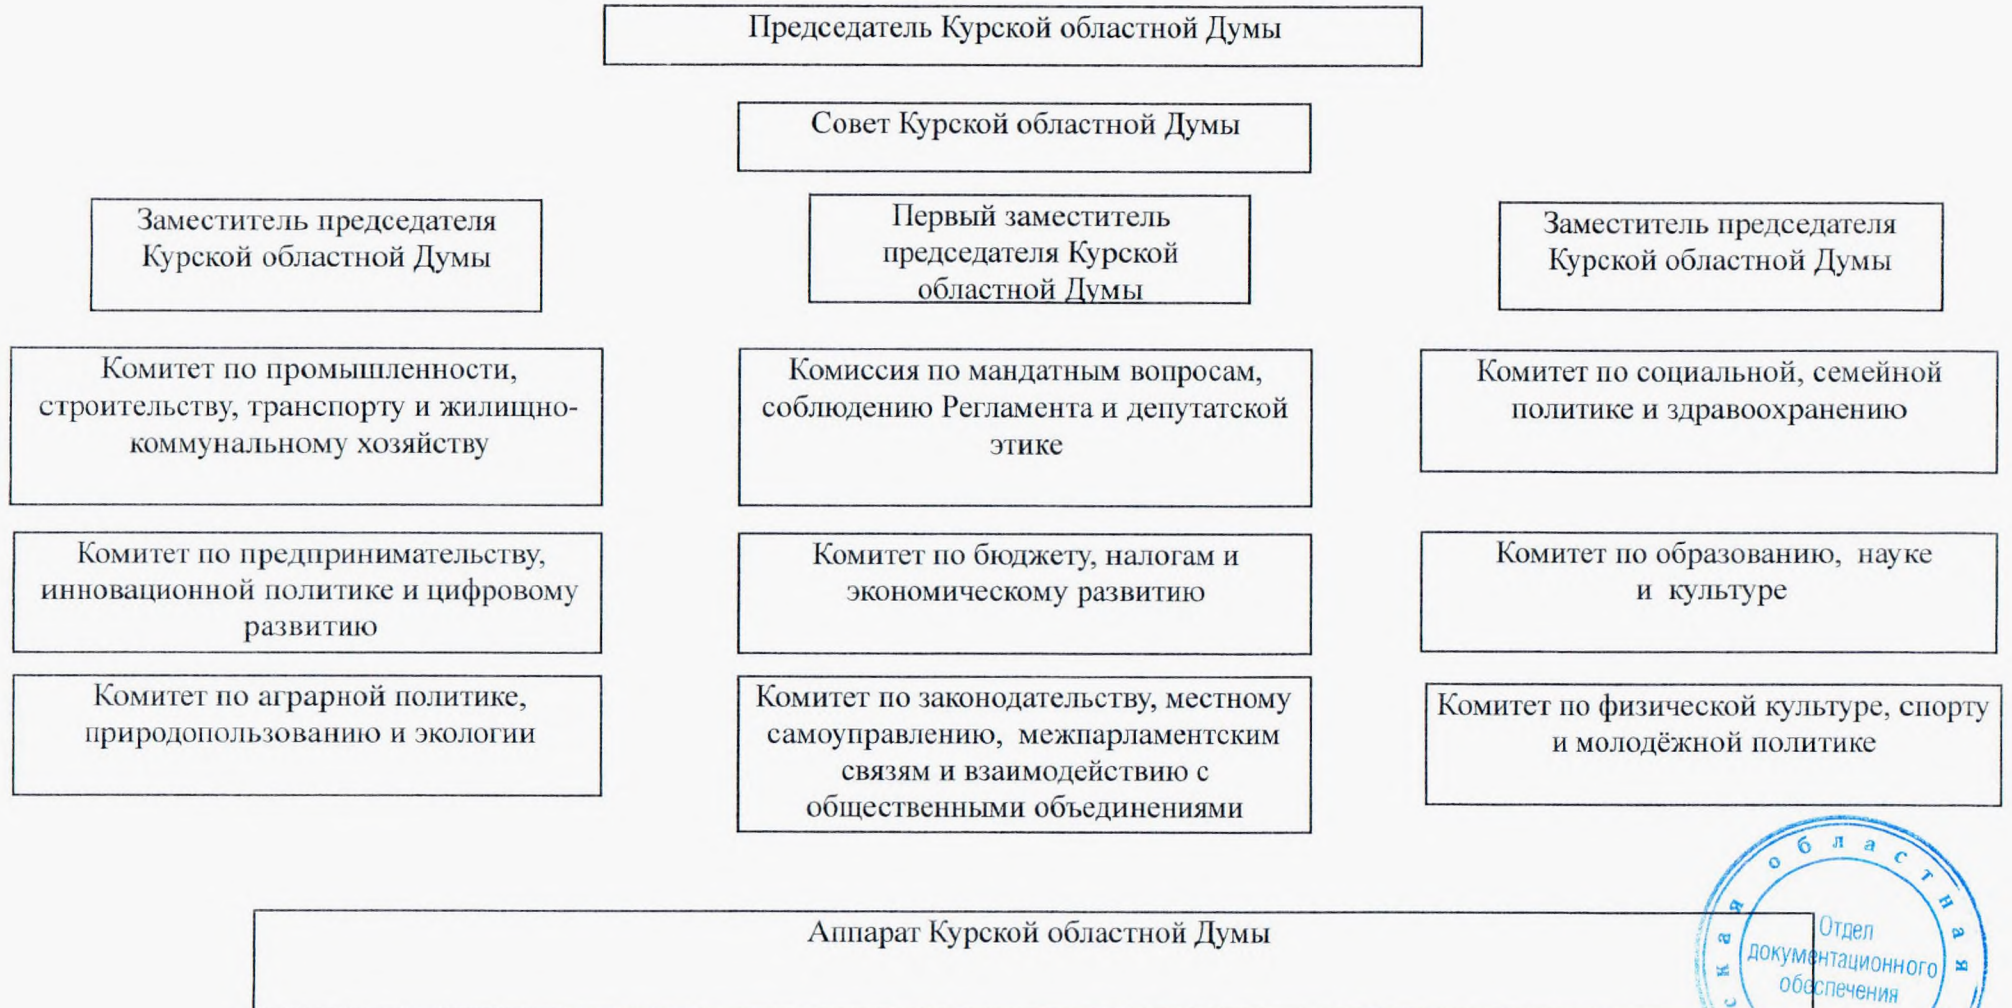 Председатель Курской областной Думы
Совет Курской областной Думы
Заместитель председателя
Курской областной Думы
Первый заместитель
председателя Курской
областной Думы
Заместитель председателя
Курской областной Думы
Комитет по промышленности,
строительству, транспорту и жилищно-
коммунальному хозяйству
Комиссия по мандатным вопросам,
соблюдению Регламента и депутатской
этике
Комитет по социальной, семейной
политике и здравоохранению
Комитет по предпринимательству,
инновационной политике и цифровому
развитию
Комитет по бюджету, налогам и
экономическому развитию
Комитет по образованию, науке
и культуре
Комитет по аграрной политике,
природопользованию и экологии
Комитет по законодательству, местному
самоуправлению, межпарламентским
связям и взаимодействию с
общественными объединениями
Комитет по физической культуре, спорту
и молодёжной политике
Аппарат Курской областной Думы
областная
Отдел
документационного
обеспечения